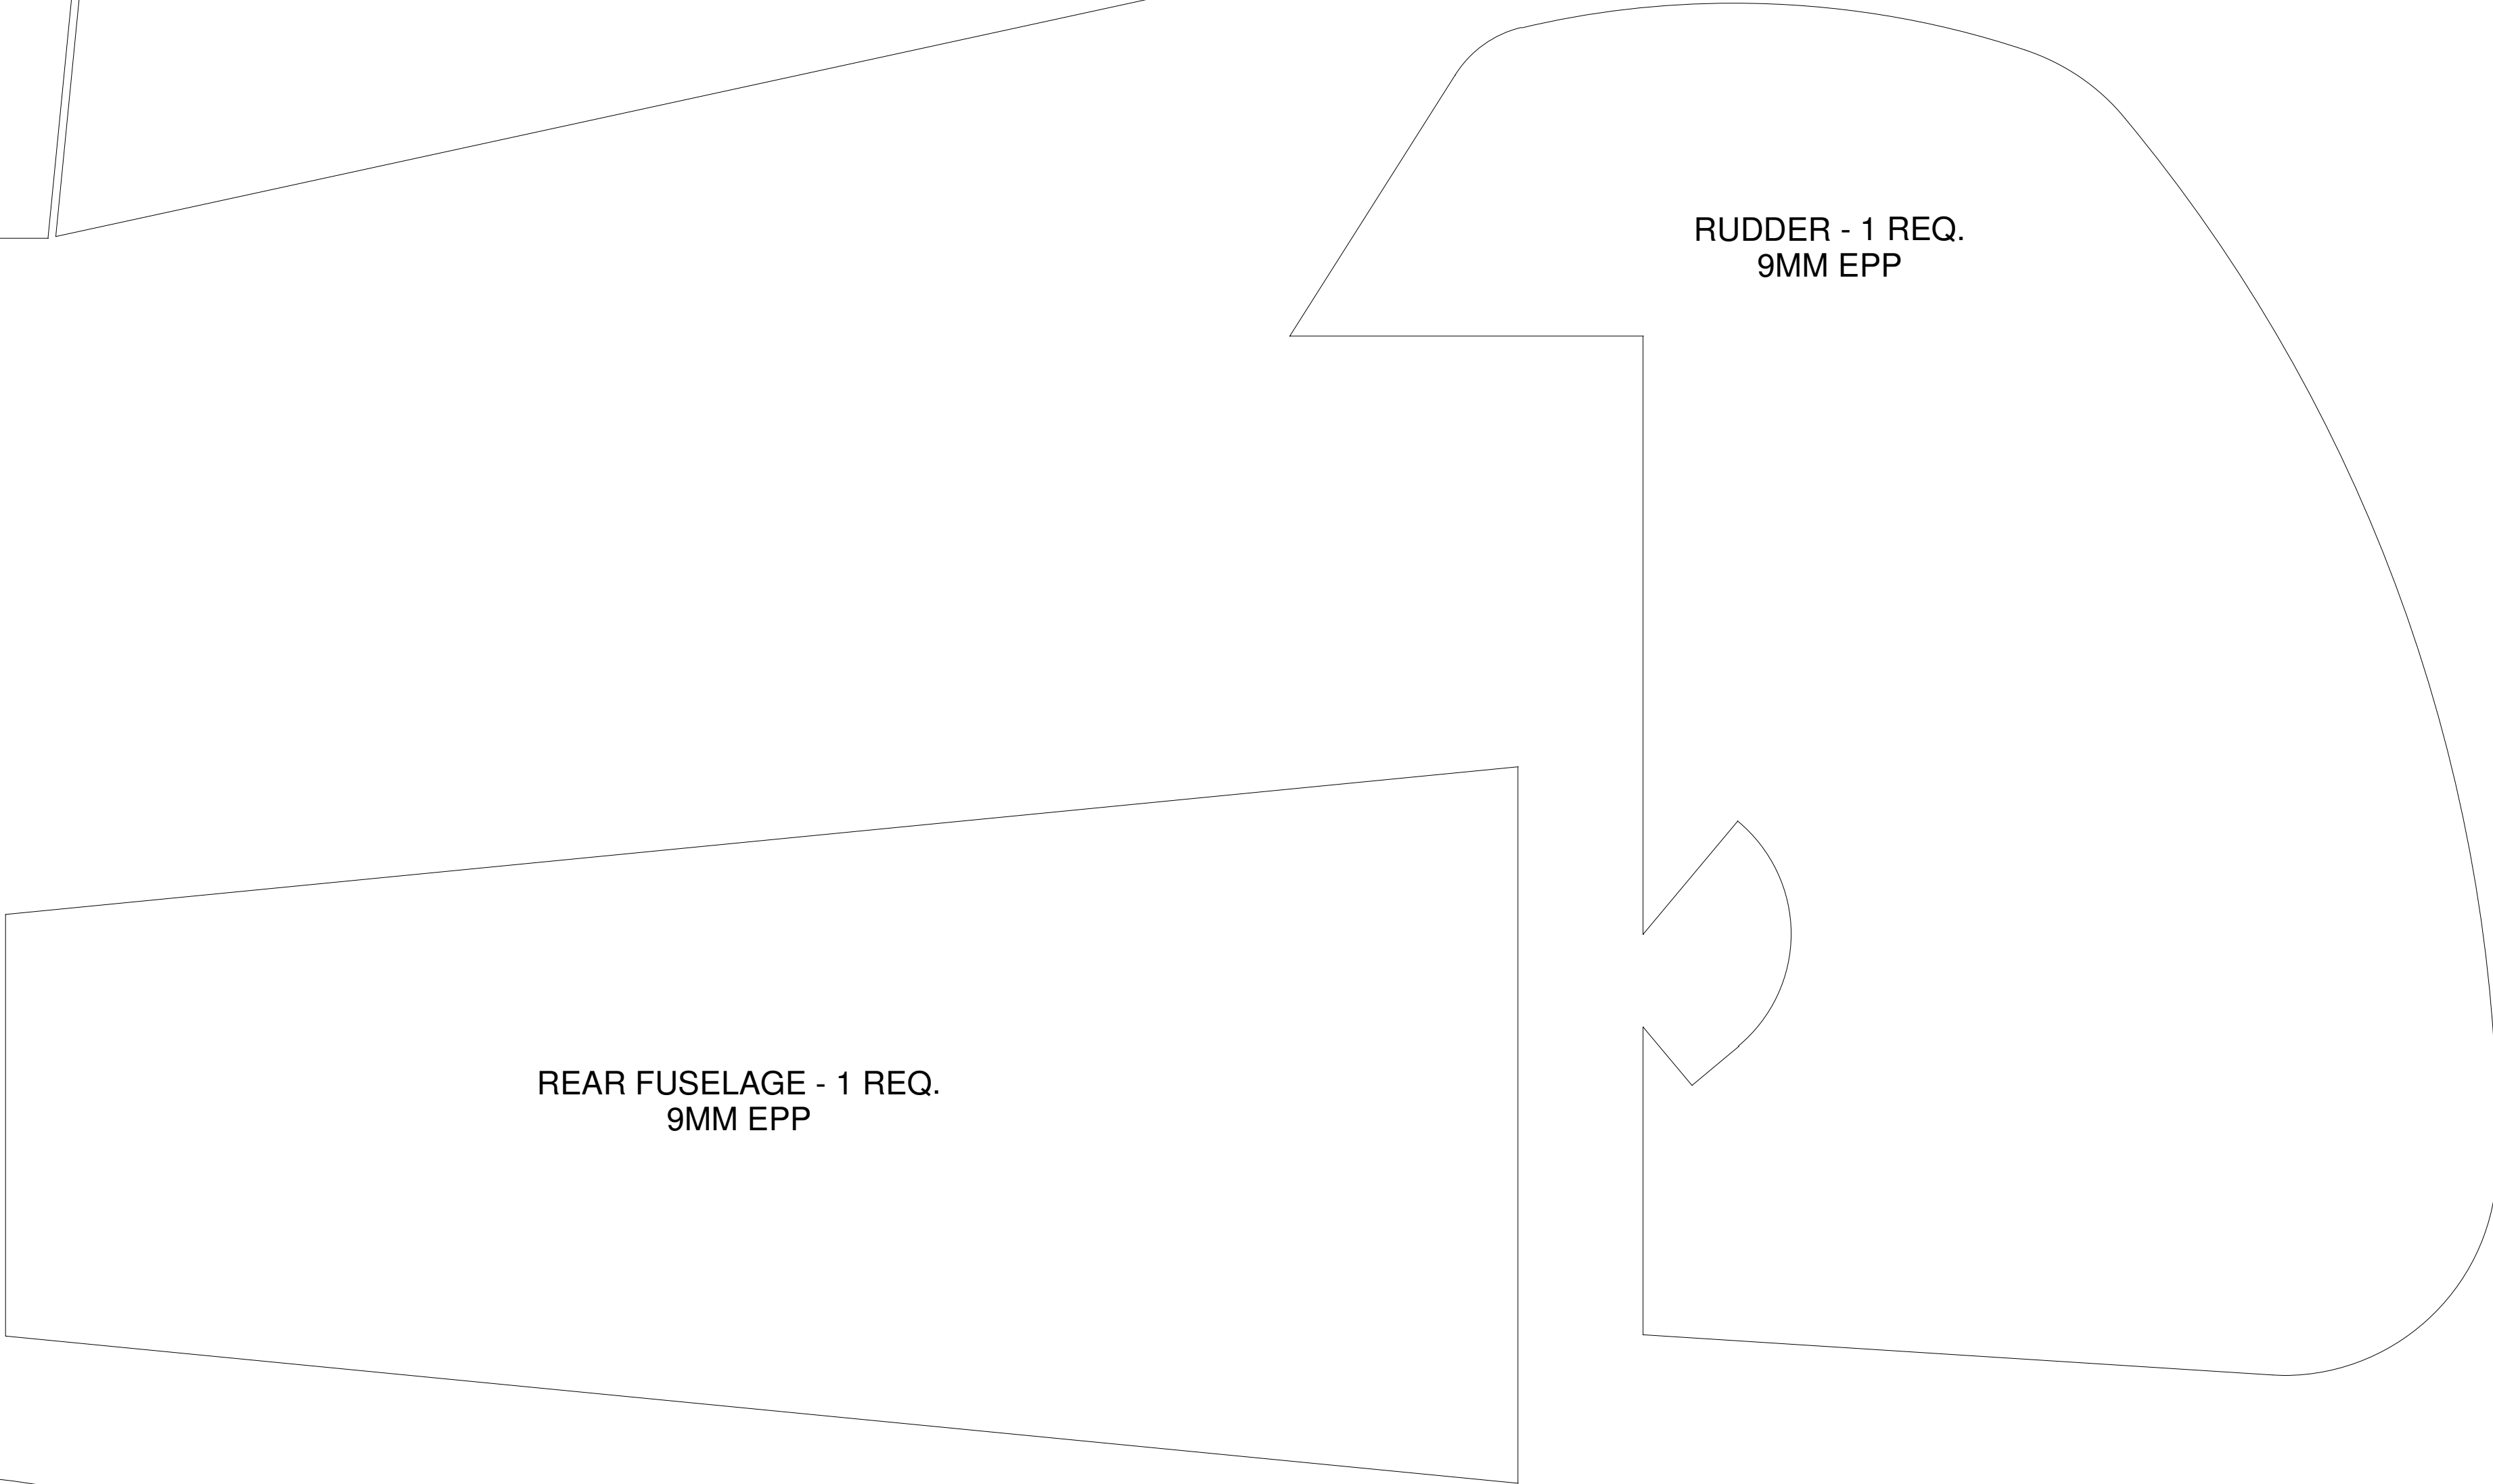 RUDDER - 1 REQ.
9MM EPP
REAR FUSELAGE - 1 REQ.
9MM EPP